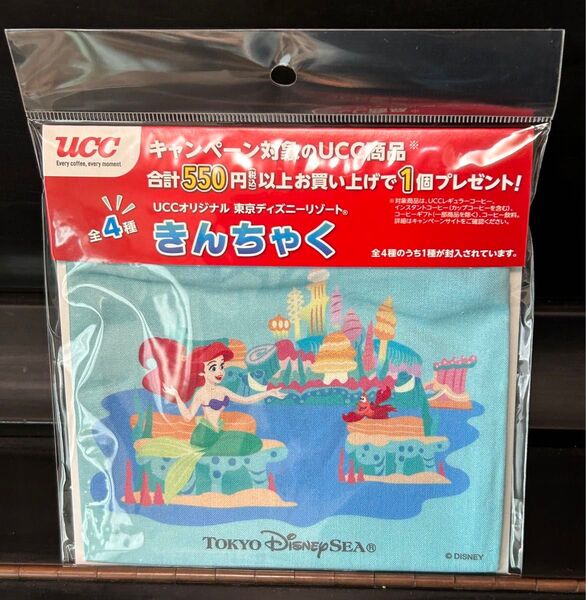 UCC
Every coffee, every moment.
キャンペーン対象のUCC商品※
合計550円(税込)以上お買い上げで1個プレゼント!
※対象商品は、UCCレギュラーコーヒー、
インスタントコーヒー(カップコーヒーを含む)、
コーヒーギフト(一部商品を除く)、コーヒー飲料。
詳細はキャンペーンサイトをご確認ください。
UCCオリジナル 東京ディズニーリゾート®
全4種
きんちゃく
全4種のうち1種が封入されています。
TOKYO DISNEYSEA®
© DISNEY